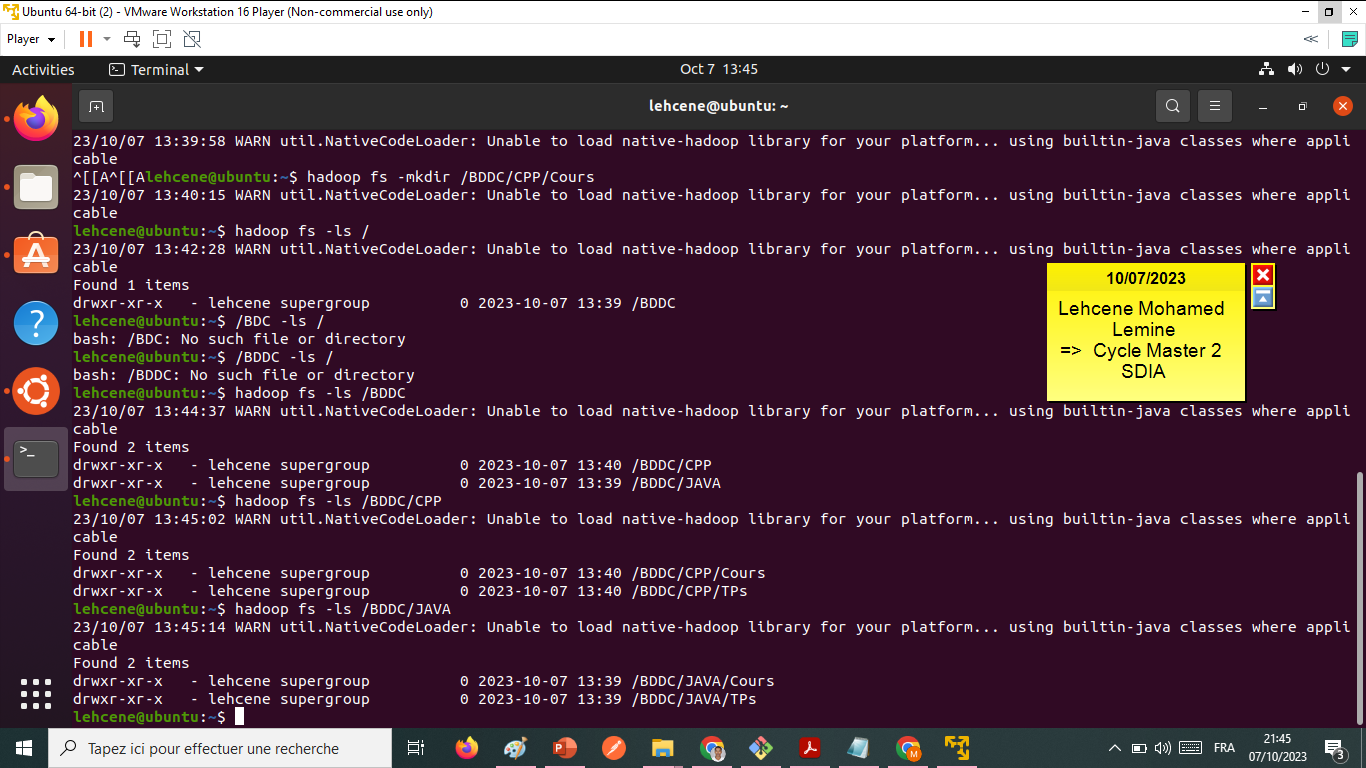 Ubuntu 64-bit (2) - VMware Workstation 16 Player (Non-commercial use only)
Player
Activities
Terminal
Oct 7 13:45
lehcene@ubuntu: ~
23/10/07 13:39:58 WARN util.NativeCodeLoader: Unable to load native-hadoop library for your platform... using builtin-java classes where appli
cable
^[[A^[[Alehcene@ubuntu:~$ hadoop fs -mkdir /BDDC/CPP/Cours
23/10/07 13:40:15 WARN util.NativeCodeLoader: Unable to load native-hadoop library for your platform... using builtin-java classes where appli
cable
lehcene@ubuntu:~$ hadoop fs -ls /
23/10/07 13:42:28 WARN util.NativeCodeLoader: Unable to load native-hadoop library for your platform... using builtin-java classes where appli
cable
Found 1 items
drwxr-xr-x   - lehcene supergroup          0 2023-10-07 13:39 /BDDC
lehcene@ubuntu:~$ /BDC -ls /
bash: /BDC: No such file or directory
lehcene@ubuntu:~$ /BDDC -ls /
bash: /BDDC: No such file or directory
lehcene@ubuntu:~$ hadoop fs -ls /BDDC
23/10/07 13:44:37 WARN util.NativeCodeLoader: Unable to load native-hadoop library for your platform... using builtin-java classes where appli
cable
Found 2 items
drwxr-xr-x   - lehcene supergroup          0 2023-10-07 13:40 /BDDC/CPP
drwxr-xr-x   - lehcene supergroup          0 2023-10-07 13:39 /BDDC/JAVA
lehcene@ubuntu:~$ hadoop fs -ls /BDDC/CPP
23/10/07 13:45:02 WARN util.NativeCodeLoader: Unable to load native-hadoop library for your platform... using builtin-java classes where appli
cable
Found 2 items
drwxr-xr-x   - lehcene supergroup          0 2023-10-07 13:40 /BDDC/CPP/Cours
drwxr-xr-x   - lehcene supergroup          0 2023-10-07 13:40 /BDDC/CPP/TPs
lehcene@ubuntu:~$ hadoop fs -ls /BDDC/JAVA
23/10/07 13:45:14 WARN util.NativeCodeLoader: Unable to load native-hadoop library for your platform... using builtin-java classes where appli
cable
Found 2 items
drwxr-xr-x   - lehcene supergroup          0 2023-10-07 13:39 /BDDC/JAVA/Cours
drwxr-xr-x   - lehcene supergroup          0 2023-10-07 13:39 /BDDC/JAVA/TPs
lehcene@ubuntu:~$
10/07/2023
Lehcene Mohamed
Lemine
=> Cycle Master 2
SDIA
Tapez ici pour effectuer une recherche
FRA
21:45
07/10/2023
3